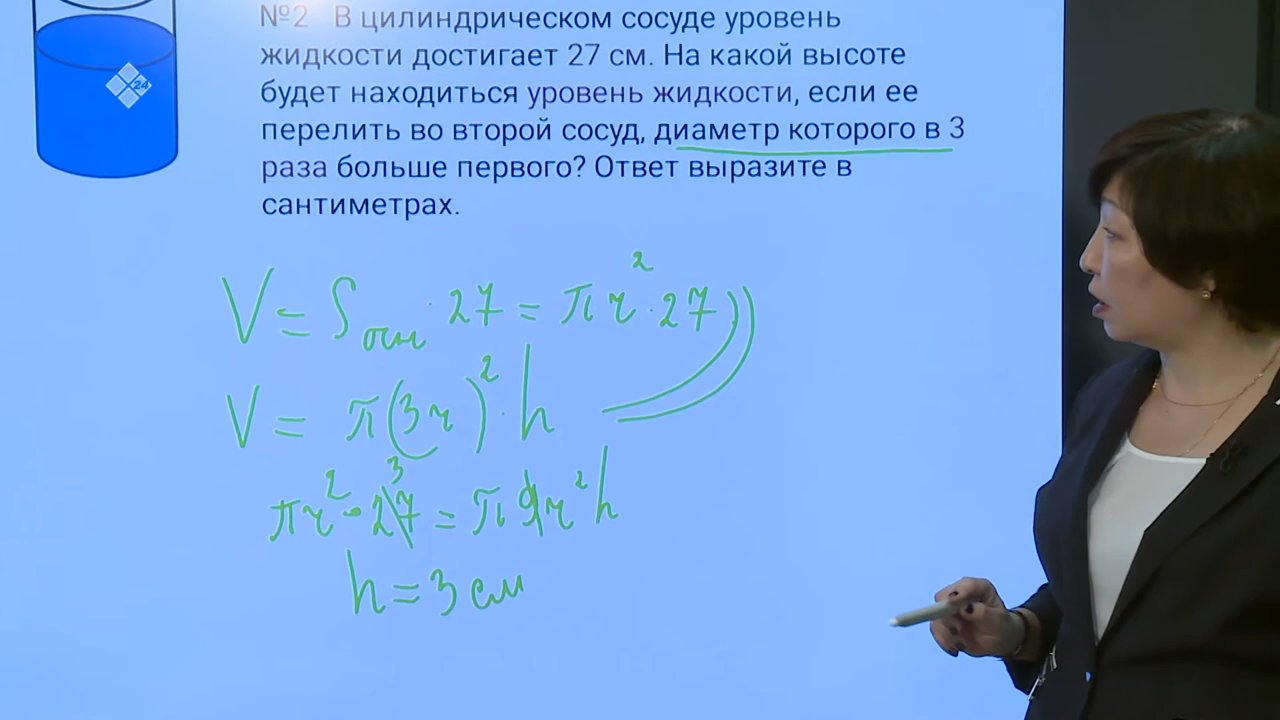 №2 В цилиндрическом сосуде уровень
жидкости достигает 27 см. На какой высоте
будет находиться уровень жидкости, если ее
перелить во второй сосуд, диаметр которого в 3
раза больше первого? Ответ выразите в
сантиметрах.
24
V = Sосн · 27 = πr² · 27
V = π(3r)² · h
πr² · 27 3 = π9r²h
h = 3 см